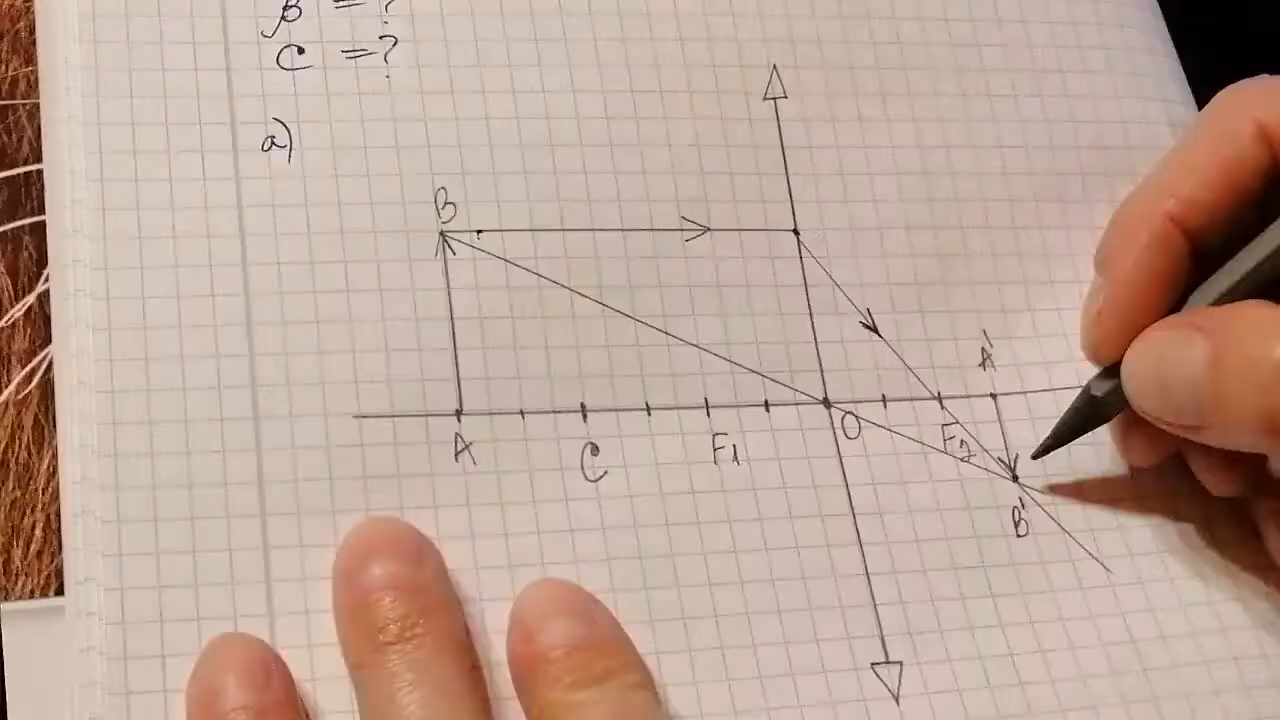 β = ?
C = ?
a)
B
A'
A
C
F₁
O
F₂
B'